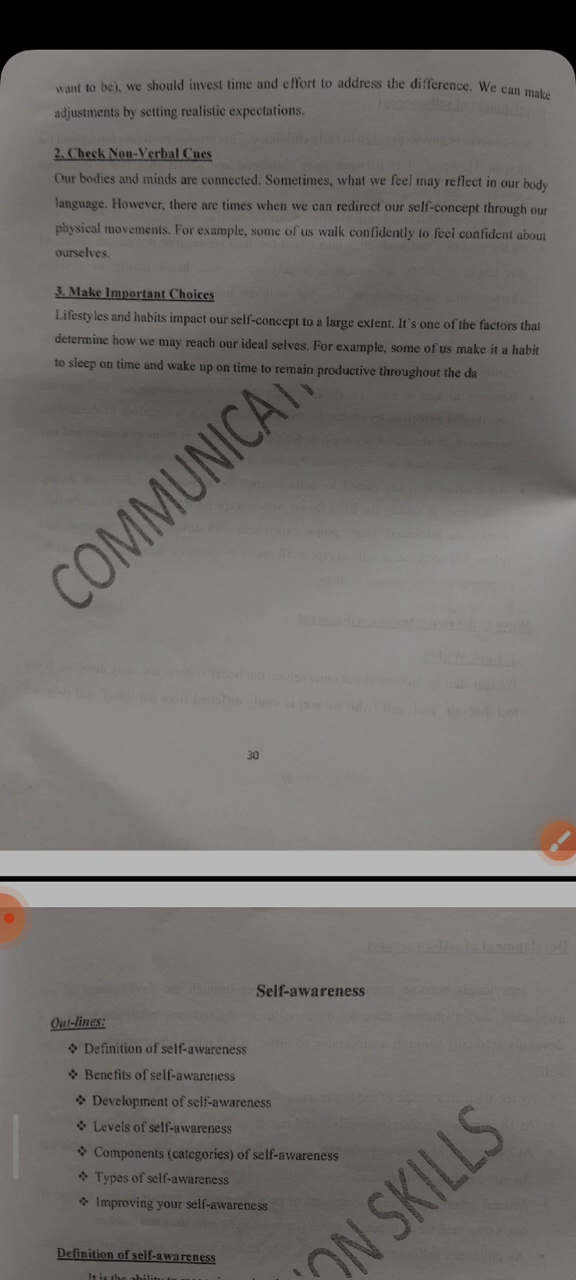 want to be), we should invest time and effort to address the difference. We can make
adjustments by setting realistic expectations.
2. Check Non-Verbal Cues
Our bodies and minds are connected. Sometimes, what we feel may reflect in our body
language. However, there are times when we can redirect our self-concept through our
physical movements. For example, some of us walk confidently to feel confident about
ourselves.
3. Make Important Choices
Lifestyles and habits impact our self-concept to a large extent. It's one of the factors that
determine how we may reach our ideal selves. For example, some of us make it a habit
to sleep on time and wake up on time to remain productive throughout the da
COMMUNICATI
30
Self-awareness
Out-lines:
❖ Definition of self-awareness
❖ Benefits of self-awareness
❖ Development of self-awareness
❖ Levels of self-awareness
❖ Components (categories) of self-awareness
❖ Types of self-awareness
❖ Improving your self-awareness
ON SKILLS
Definition of self-awareness
It is the ability to